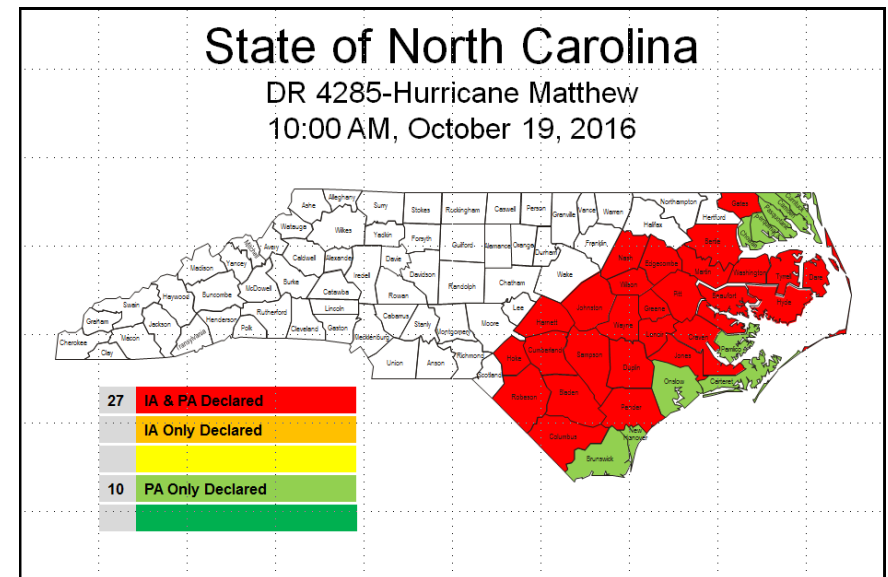 State of North Carolina
DR 4285-Hurricane Matthew
10:00 AM, October 19, 2016
Ashe
Alleghany
Surry
Stokes
Rockingham
Caswell
Person
Granville
Vance
Warren
Northampton
Gates
Hertford
Halifax
Watauga
Wilkes
Yadkin
Forsyth
Guilford
Alamance
Orange
Durham
Franklin
Bertie
Mitchell
Avery
Caldwell
Alexander
Davie
Iredell
Davidson
Randolph
Chatham
Wake
Nash
Edgecombe
Martin
Washington
Tyrrell
Dare
Madison
Yancey
Burke
McDowell
Catawba
Rowan
Wilson
Pitt
Beaufort
Hyde
Swain
Haywood
Buncombe
Rutherford
Lincoln
Cabarrus
Lee
Johnston
Greene
Graham
Jackson
Henderson
Polk
Cleveland
Gaston
Mecklenburg
Stanly
Montgomery
Moore
Harnett
Wayne
Lenoir
Craven
Pamlico
Cherokee
Macon
Clay
Transylvania
Union
Anson
Richmond
Scotland
Hoke
Cumberland
Sampson
Duplin
Jones
Onslow
Carteret
Robeson
Bladen
Pender
Columbus
New
Hanover
Brunswick
27 IA & PA Declared
IA Only Declared
10 PA Only Declared